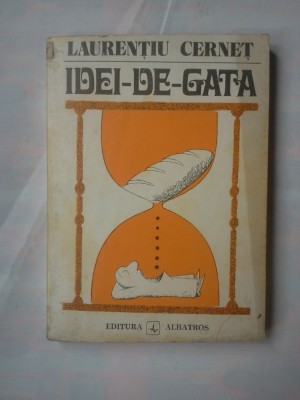 LAURENȚIU CERNEȚ
IDEI-DE-GATA
EDITURA ALBATROS